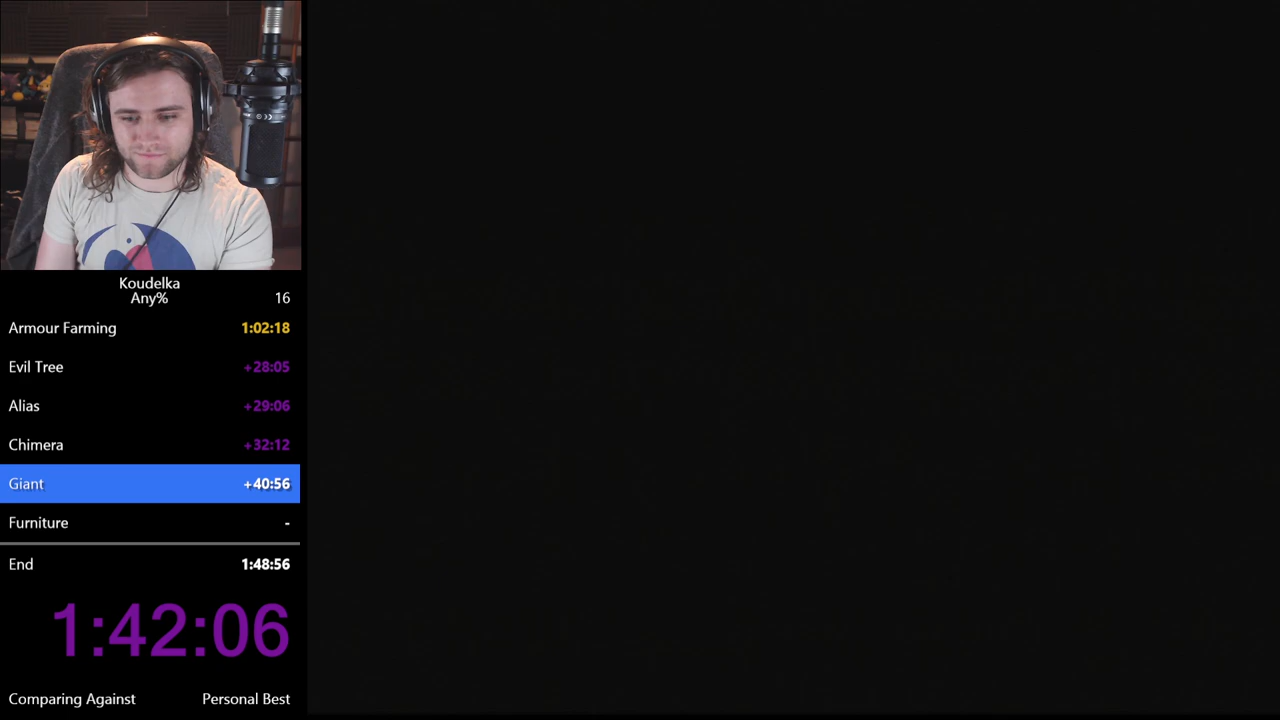 Koudelka
Any% 16
Armour Farming 1:02:18
Evil Tree +28:05
Alias +29:06
Chimera +32:12
Giant +40:56
Furniture -
End 1:48:56
1:42:06
Comparing Against Personal Best